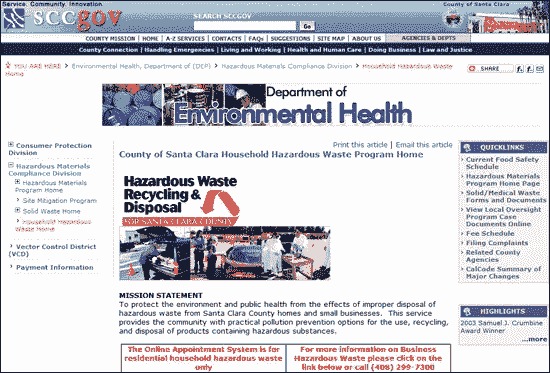 Service. Community. Innovation.
County of Santa Clara
SCCGOV
SEARCH SCCGOV
Go
COUNTY MISSION | HOME | A-Z SERVICES | CONTACTS | FAQs | SUGGESTIONS | SITE MAP | ABOUT US | AGENCIES & DEPTS
County Connection | Handling Emergencies | Living and Working | Health and Human Care | Doing Business | Law and Justice
YOU ARE HERE > Environmental Health, Department of (DEP) > Hazardous Materials Compliance Division > Household Hazardous Waste
Home
SHARE
Department of
Environmental Health
Print this article | Email this article
County of Santa Clara Household Hazardous Waste Program Home
Consumer Protection
Division
Hazardous Materials
Compliance Division
Hazardous Materials
Program Home
Site Mitigation Program
Solid Waste Home
Household Hazardous
Waste Home
Vector Control District
(VCD)
Payment Information
Hazardous Waste
Recycling &
Disposal
FOR SANTA CLARA COUNTY
MISSION STATEMENT
To protect the environment and public health from the effects of improper disposal of
hazardous waste from Santa Clara County homes and small businesses. This service
provides the community with practical pollution prevention options for the use, recycling,
and disposal of products containing hazardous substances.
The Online Appointment System is for
residential household hazardous waste
only
For more information on Business
Hazardous Waste please click on the
link below or call (408) 299-7300
QUICKLINKS
Current Food Safety
Schedule
Hazardous Materials
Program Home Page
Solid/Medical Waste
Forms and Documents
View Local Oversight
Program Case
Documents Online
Fee Schedule
Filing Complaints
Related County
Agencies
CalCode Summary of
Major Changes
HIGHLIGHTS
2003 Samuel J. Crumbine
Award Winner
...more